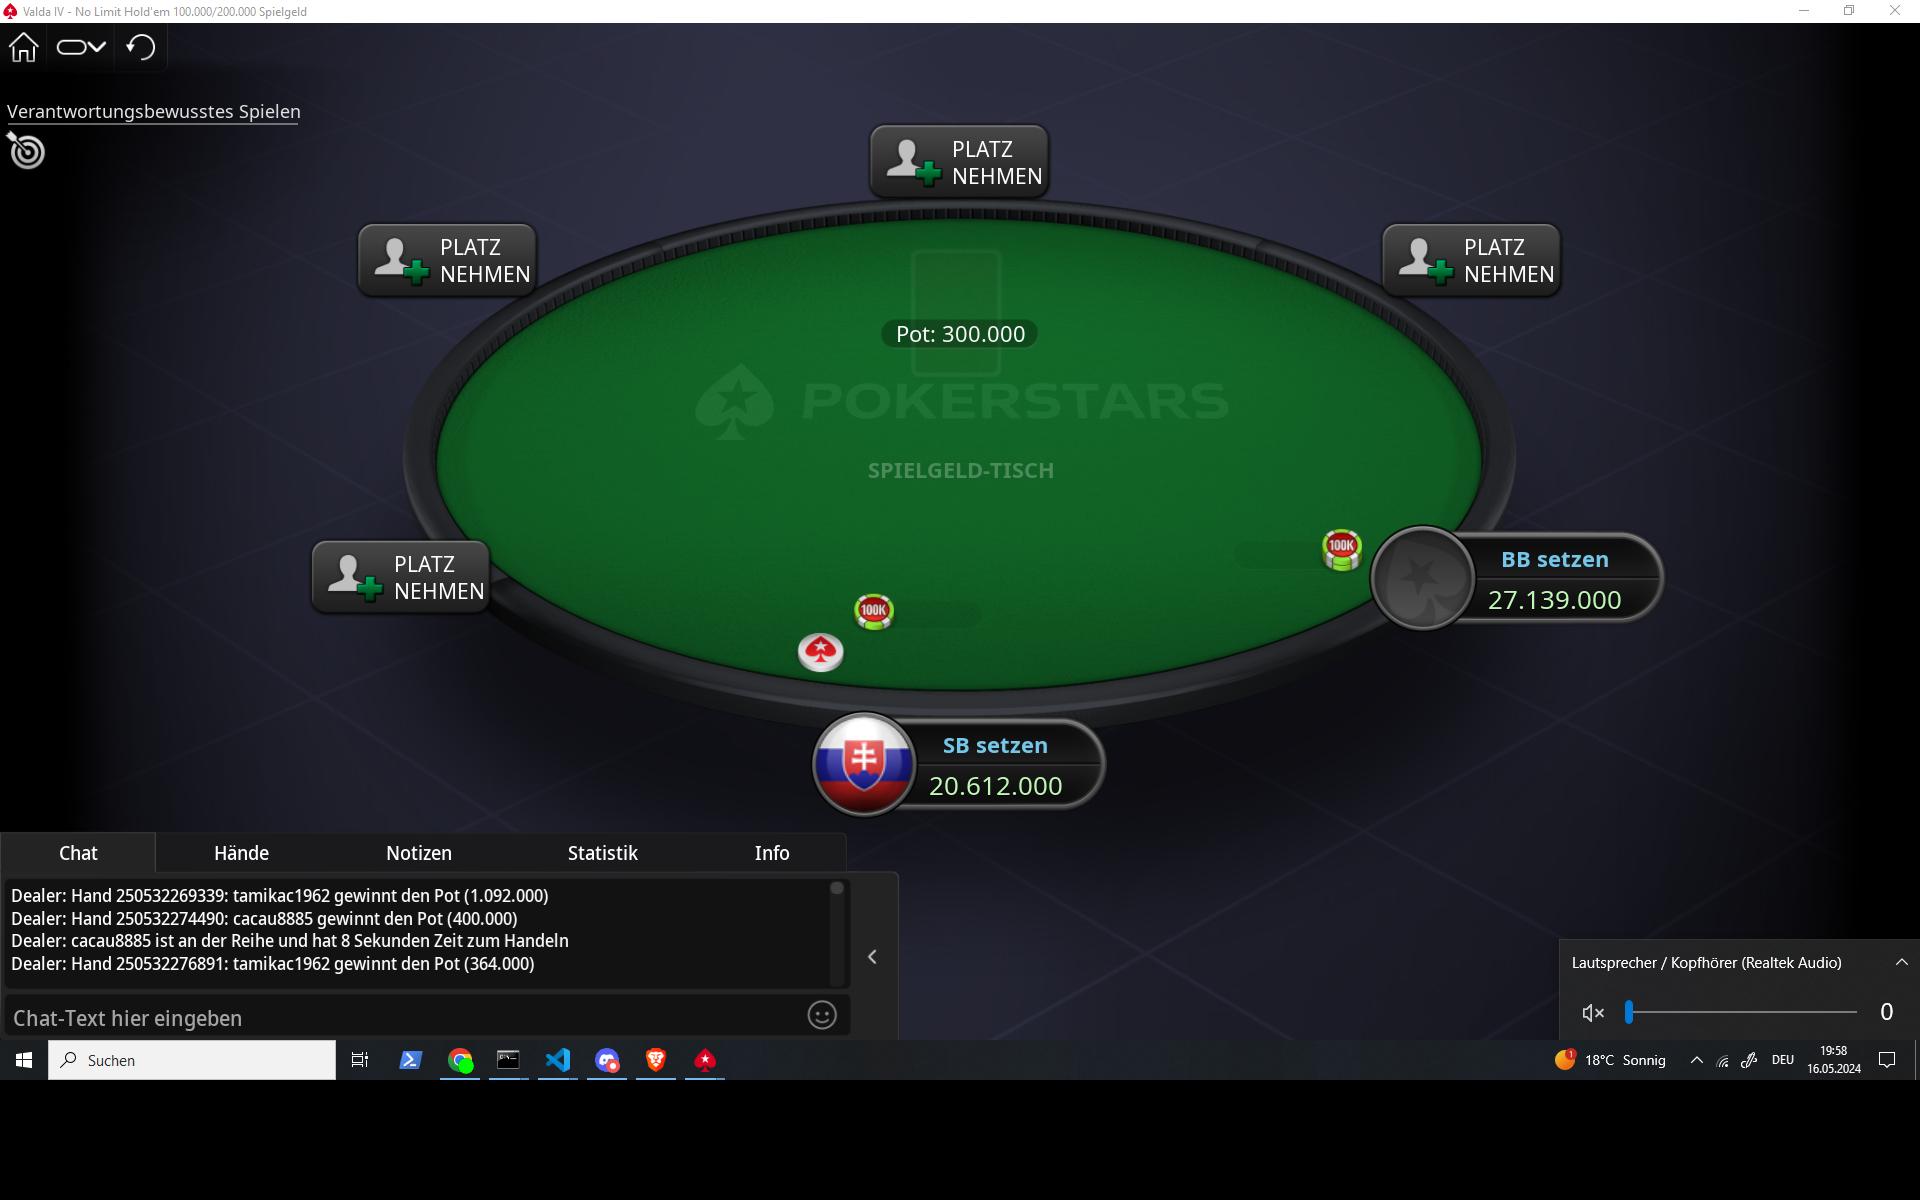 Valda IV - No Limit Hold'em 100.000/200.000 Spielgeld
Verantwortungsbewusstes Spielen
PLATZ
NEHMEN
PLATZ
NEHMEN
PLATZ
NEHMEN
Pot: 300.000
POKERSTARS
SPIELGELD-TISCH
100K
BB setzen
27.139.000
PLATZ
NEHMEN
100K
SB setzen
20.612.000
Chat Hände Notizen Statistik Info
Dealer: Hand 250532269339: tamikac1962 gewinnt den Pot (1.092.000)
Dealer: Hand 250532274490: cacau8885 gewinnt den Pot (400.000)
Dealer: cacau8885 ist an der Reihe und hat 8 Sekunden Zeit zum Handeln
Dealer: Hand 250532276891: tamikac1962 gewinnt den Pot (364.000)
Chat-Text hier eingeben
Lautsprecher / Kopfhörer (Realtek Audio)
0
Suchen
1
18°C Sonnig
DEU
19:58
16.05.2024